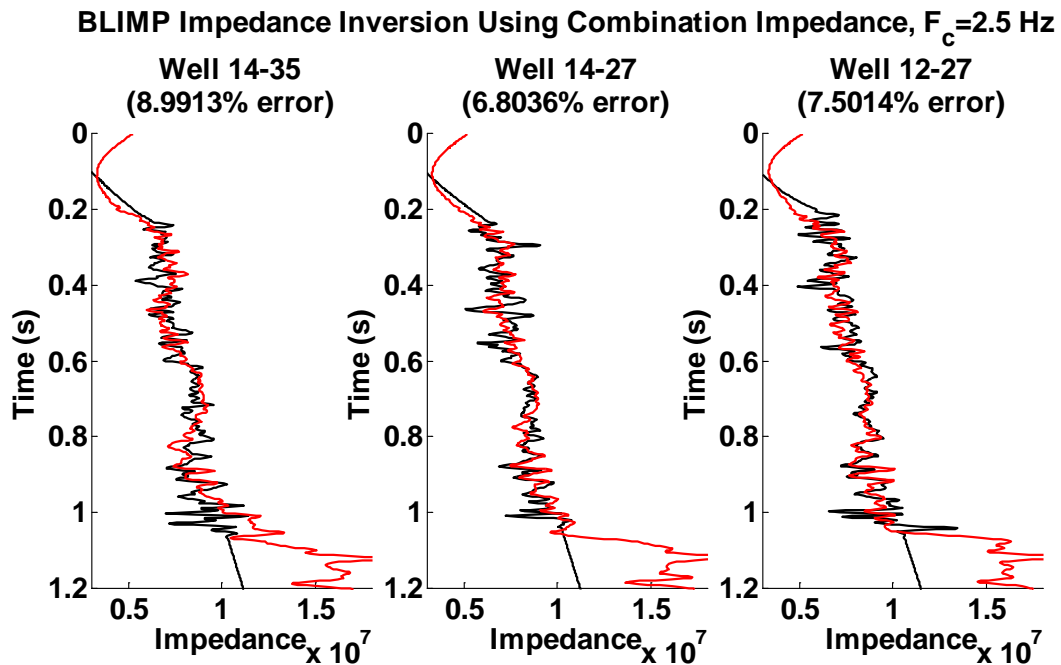 BLIMP Impedance Inversion Using Combination Impedance, Fc=2.5 Hz
Well 14-35
(8.9913% error)
0
0.2
0.4
0.6
0.8
1
1.2
Time (s)
0.5 1 1.5
Impedance x 10^7
Well 14-27
(6.8036% error)
0
0.2
0.4
0.6
0.8
1
1.2
Time (s)
0.5 1 1.5
Impedance x 10^7
Well 12-27
(7.5014% error)
0
0.2
0.4
0.6
0.8
1
1.2
Time (s)
0.5 1 1.5
Impedance x 10^7